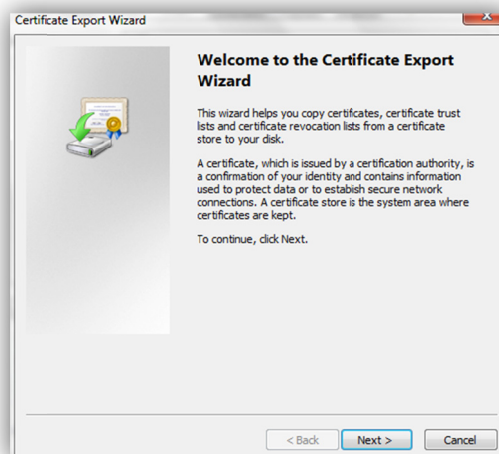 Certificate Export Wizard
Welcome to the Certificate Export
Wizard
This wizard helps you copy certificates, certificate trust
lists and certificate revocation lists from a certificate
store to your disk.
A certificate, which is issued by a certification authority, is
a confirmation of your identity and contains information
used to protect data or to establish secure network
connections. A certificate store is the system area where
certificates are kept.
To continue, click Next.
< Back
Next >
Cancel